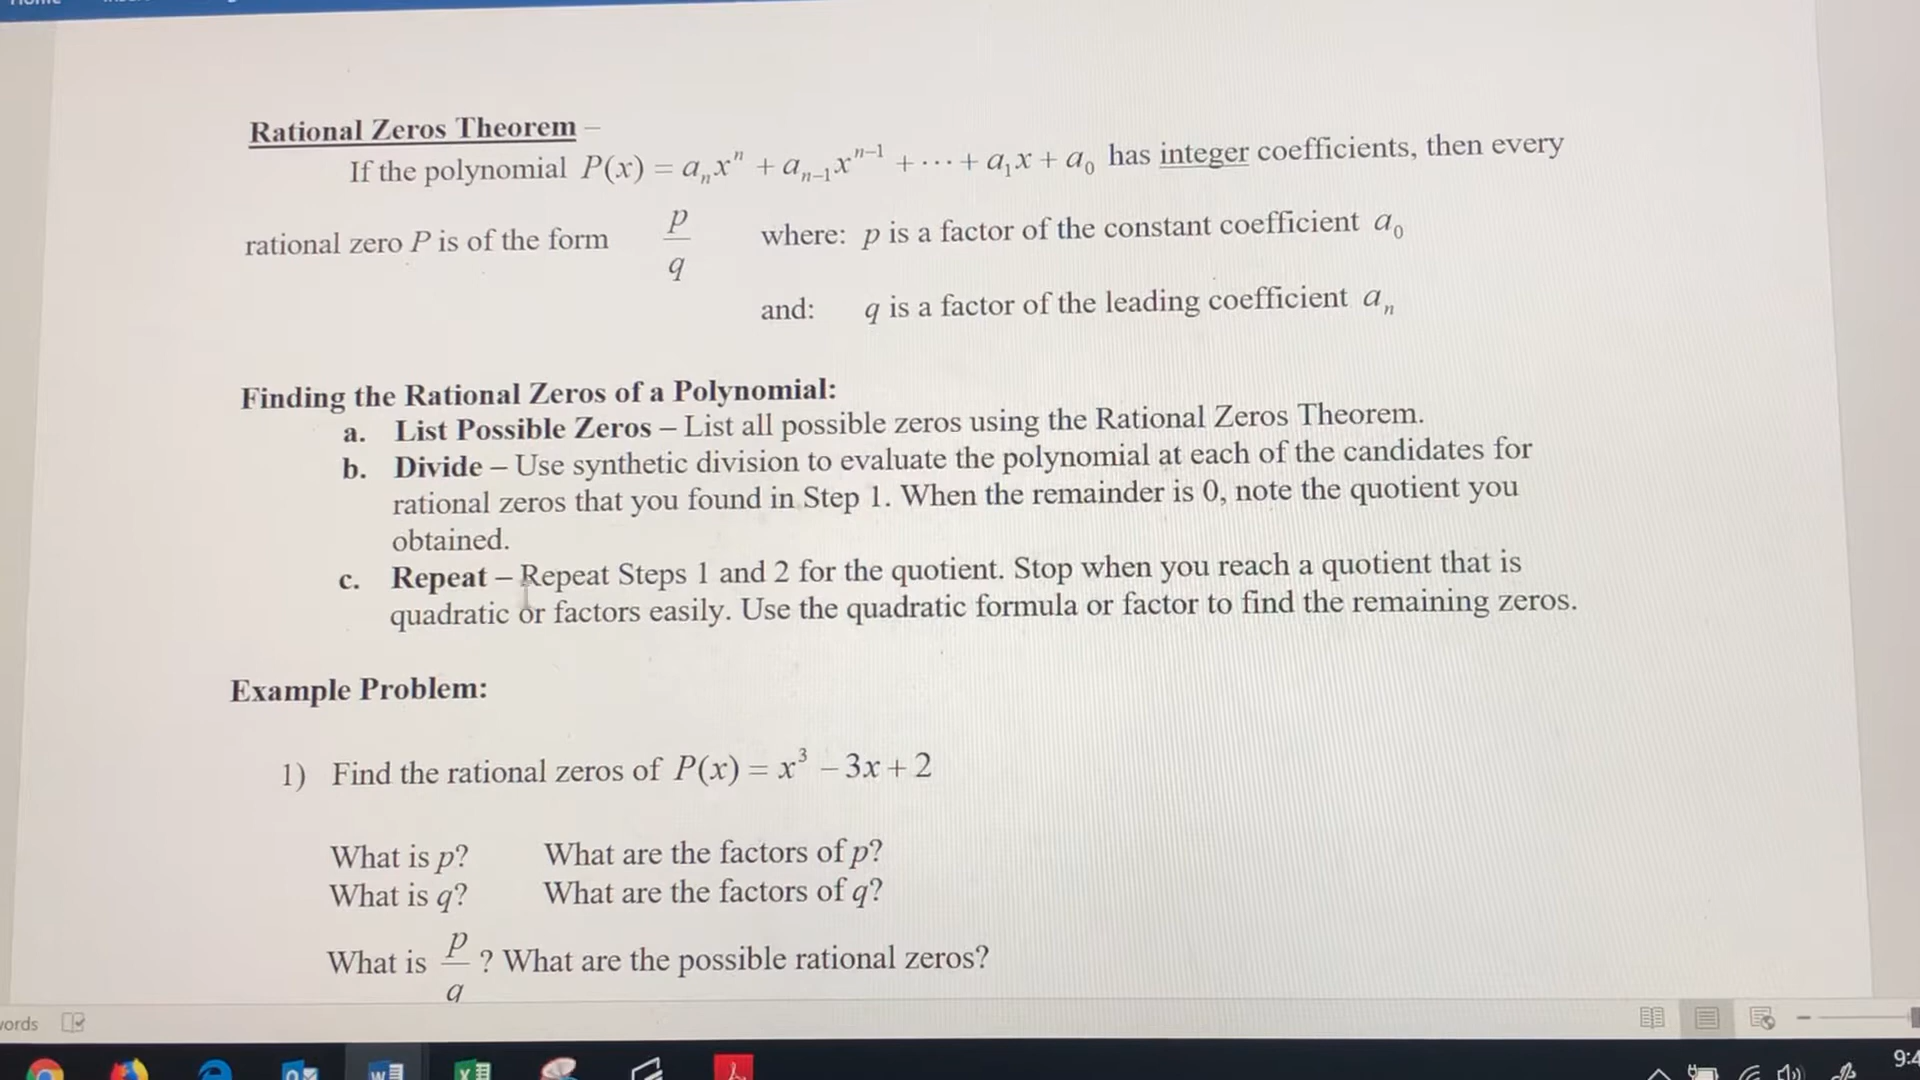 Rational Zeros Theorem –
If the polynomial P(x) = aₙxⁿ + aₙ₋₁xⁿ⁻¹ + ⋯ + a₁x + a₀ has integer coefficients, then every
rational zero P is of the form p/q where: p is a factor of the constant coefficient a₀
and: q is a factor of the leading coefficient aₙ
Finding the Rational Zeros of a Polynomial:
a. List Possible Zeros – List all possible zeros using the Rational Zeros Theorem.
b. Divide – Use synthetic division to evaluate the polynomial at each of the candidates for
rational zeros that you found in Step 1. When the remainder is 0, note the quotient you
obtained.
c. Repeat – Repeat Steps 1 and 2 for the quotient. Stop when you reach a quotient that is
quadratic or factors easily. Use the quadratic formula or factor to find the remaining zeros.
Example Problem:
1) Find the rational zeros of P(x) = x³ – 3x + 2
What is p? What are the factors of p?
What is q? What are the factors of q?
What is p/q ? What are the possible rational zeros?